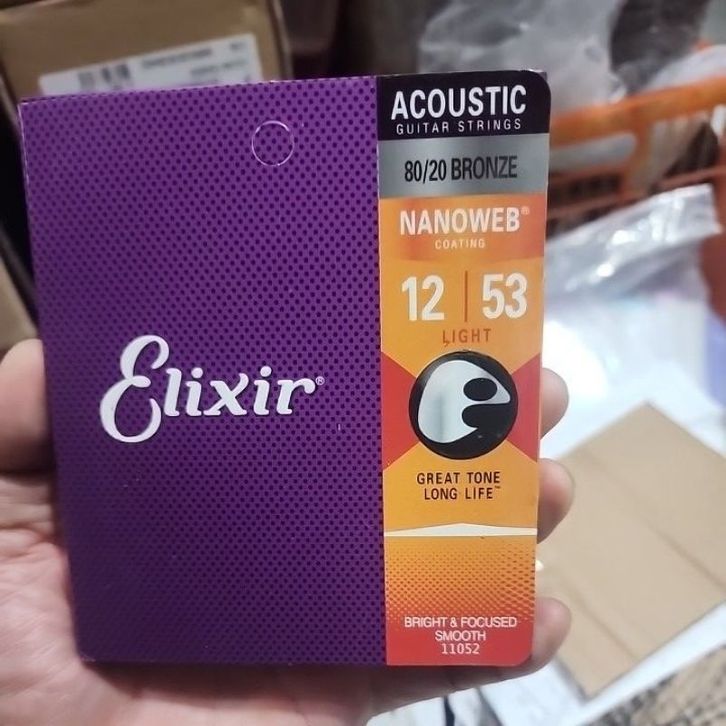 Elixir®
ACOUSTIC
GUITAR STRINGS
80/20 BRONZE
NANOWEB®
COATING
12 | 53
LIGHT
GREAT TONE
LONG LIFE™
BRIGHT & FOCUSED
SMOOTH
11052